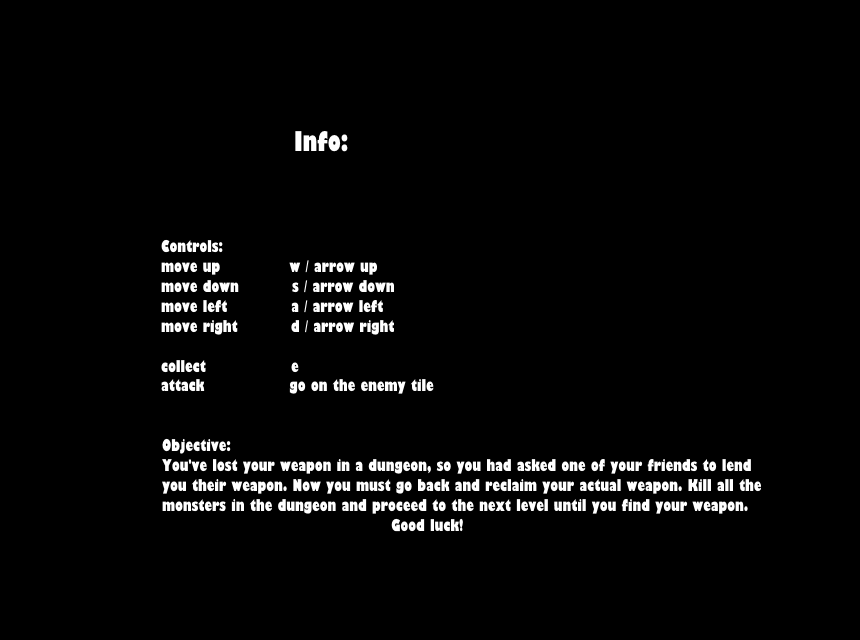 Info:
Controls:
move up w / arrow up
move down s / arrow down
move left a / arrow left
move right d / arrow right
collect e
attack go on the enemy tile
Objective:
You've lost your weapon in a dungeon, so you had asked one of your friends to lend
you their weapon. Now you must go back and reclaim your actual weapon. Kill all the
monsters in the dungeon and proceed to the next level until you find your weapon.
Good luck!